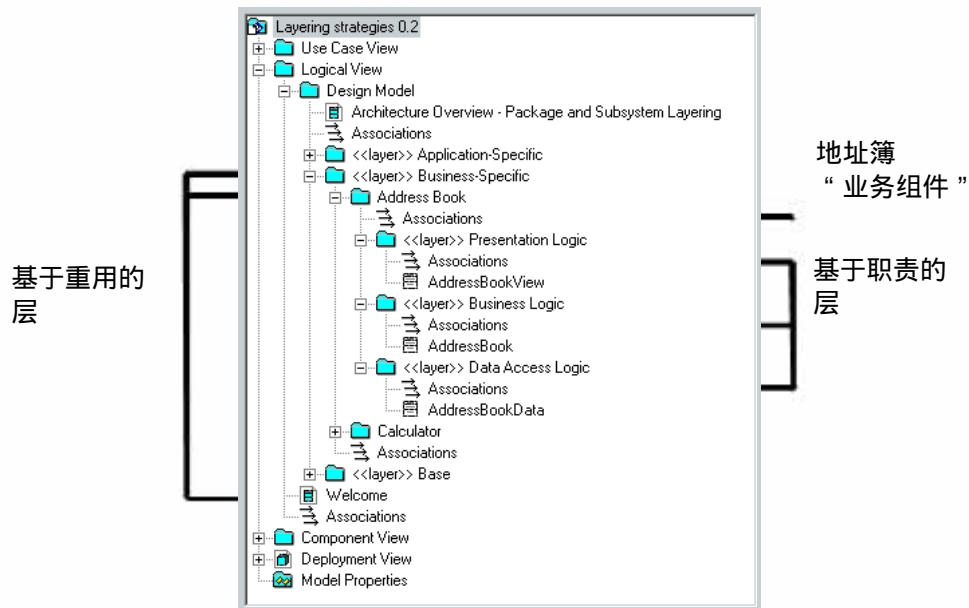 Layering strategies 0.2
Use Case View
Logical View
Design Model
Architecture Overview - Package and Subsystem Layering
Associations
<<layer>> Application-Specific
<<layer>> Business-Specific
Address Book
Associations
<<layer>> Presentation Logic
Associations
AddressBookView
<<layer>> Business Logic
Associations
AddressBook
<<layer>> Data Access Logic
Associations
AddressBookData
Calculator
Associations
<<layer>> Base
Welcome
Associations
Component View
Deployment View
Model Properties
基于重用的
层
地址簿
“业务组件”
基于职责的
层